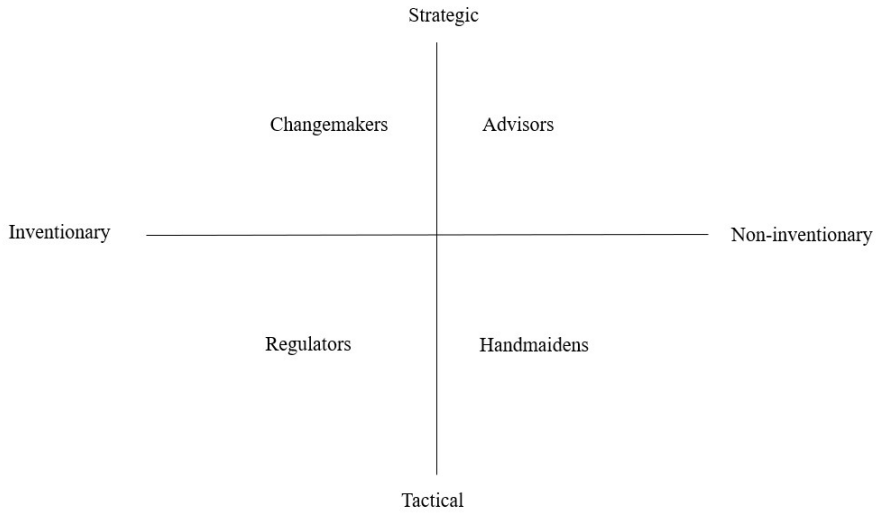 Strategic
Changemakers
Advisors
Inventionary
Non-inventionary
Regulators
Handmaidens
Tactical